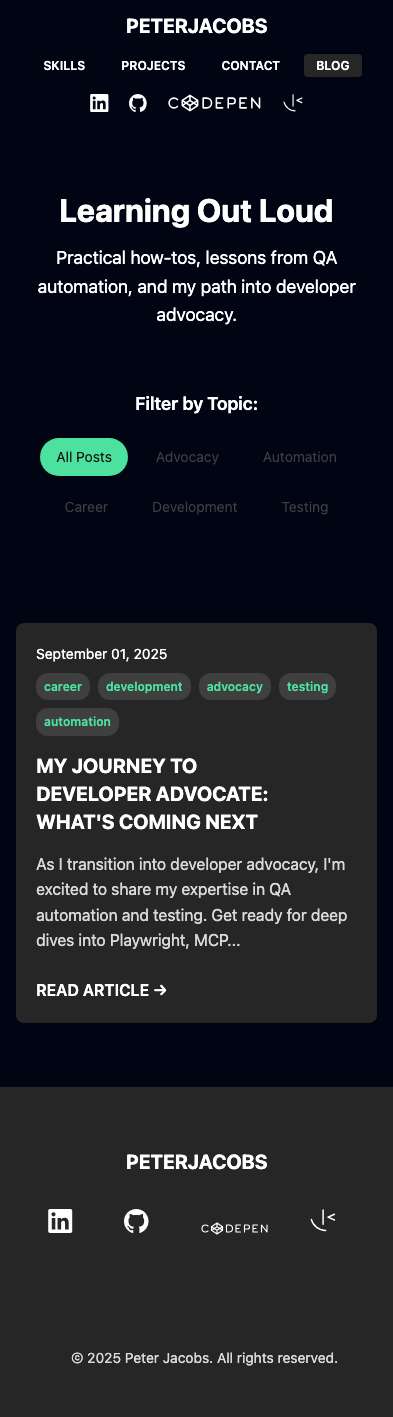 PETERJACOBS
SKILLS PROJECTS CONTACT BLOG
CODEPEN
Learning Out Loud
Practical how-tos, lessons from QA
automation, and my path into developer
advocacy.
Filter by Topic:
All Posts Advocacy Automation
Career Development Testing
September 01, 2025
career development advocacy testing
automation
MY JOURNEY TO
DEVELOPER ADVOCATE:
WHAT'S COMING NEXT
As I transition into developer advocacy, I'm
excited to share my expertise in QA
automation and testing. Get ready for deep
dives into Playwright, MCP...
READ ARTICLE →
PETERJACOBS
in CODEPEN
© 2025 Peter Jacobs. All rights reserved.